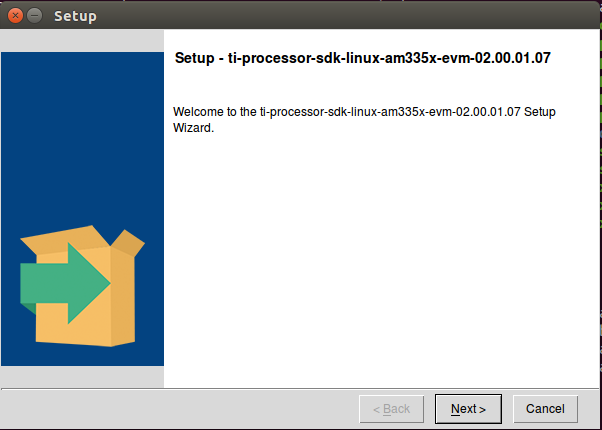 Setup
Setup - ti-processor-sdk-linux-am335x-evm-02.00.01.07
Welcome to the ti-processor-sdk-linux-am335x-evm-02.00.01.07 Setup
Wizard.
< Back
Next >
Cancel